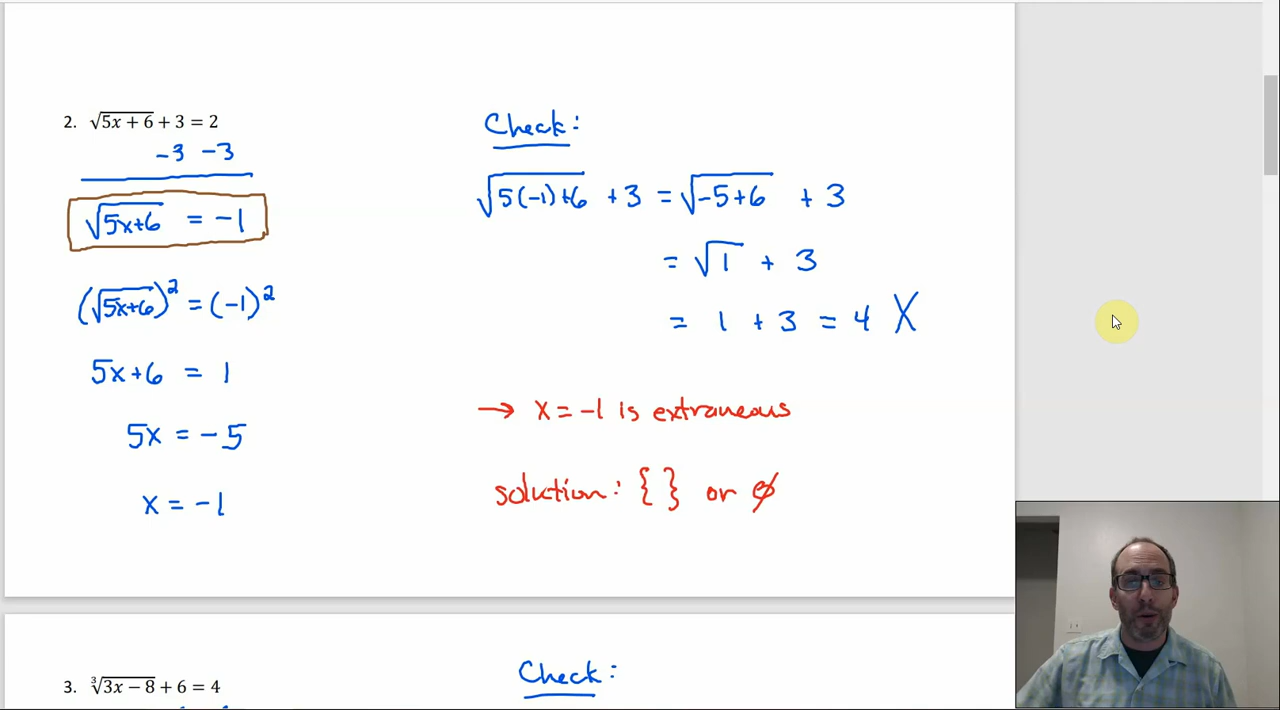 2. √5x + 6 + 3 = 2
-3 -3
√5x+6 = -1
(√5x+6)² = (-1)²
5x+6 = 1
5x = -5
x = -1
Check:
√5(-1)+6 + 3 = √-5+6 + 3
= √1 + 3
= 1 + 3 = 4 X
→ x = -1 is extraneous
solution: { } or ∅
3. ∛3x − 8 + 6 = 4
Check: